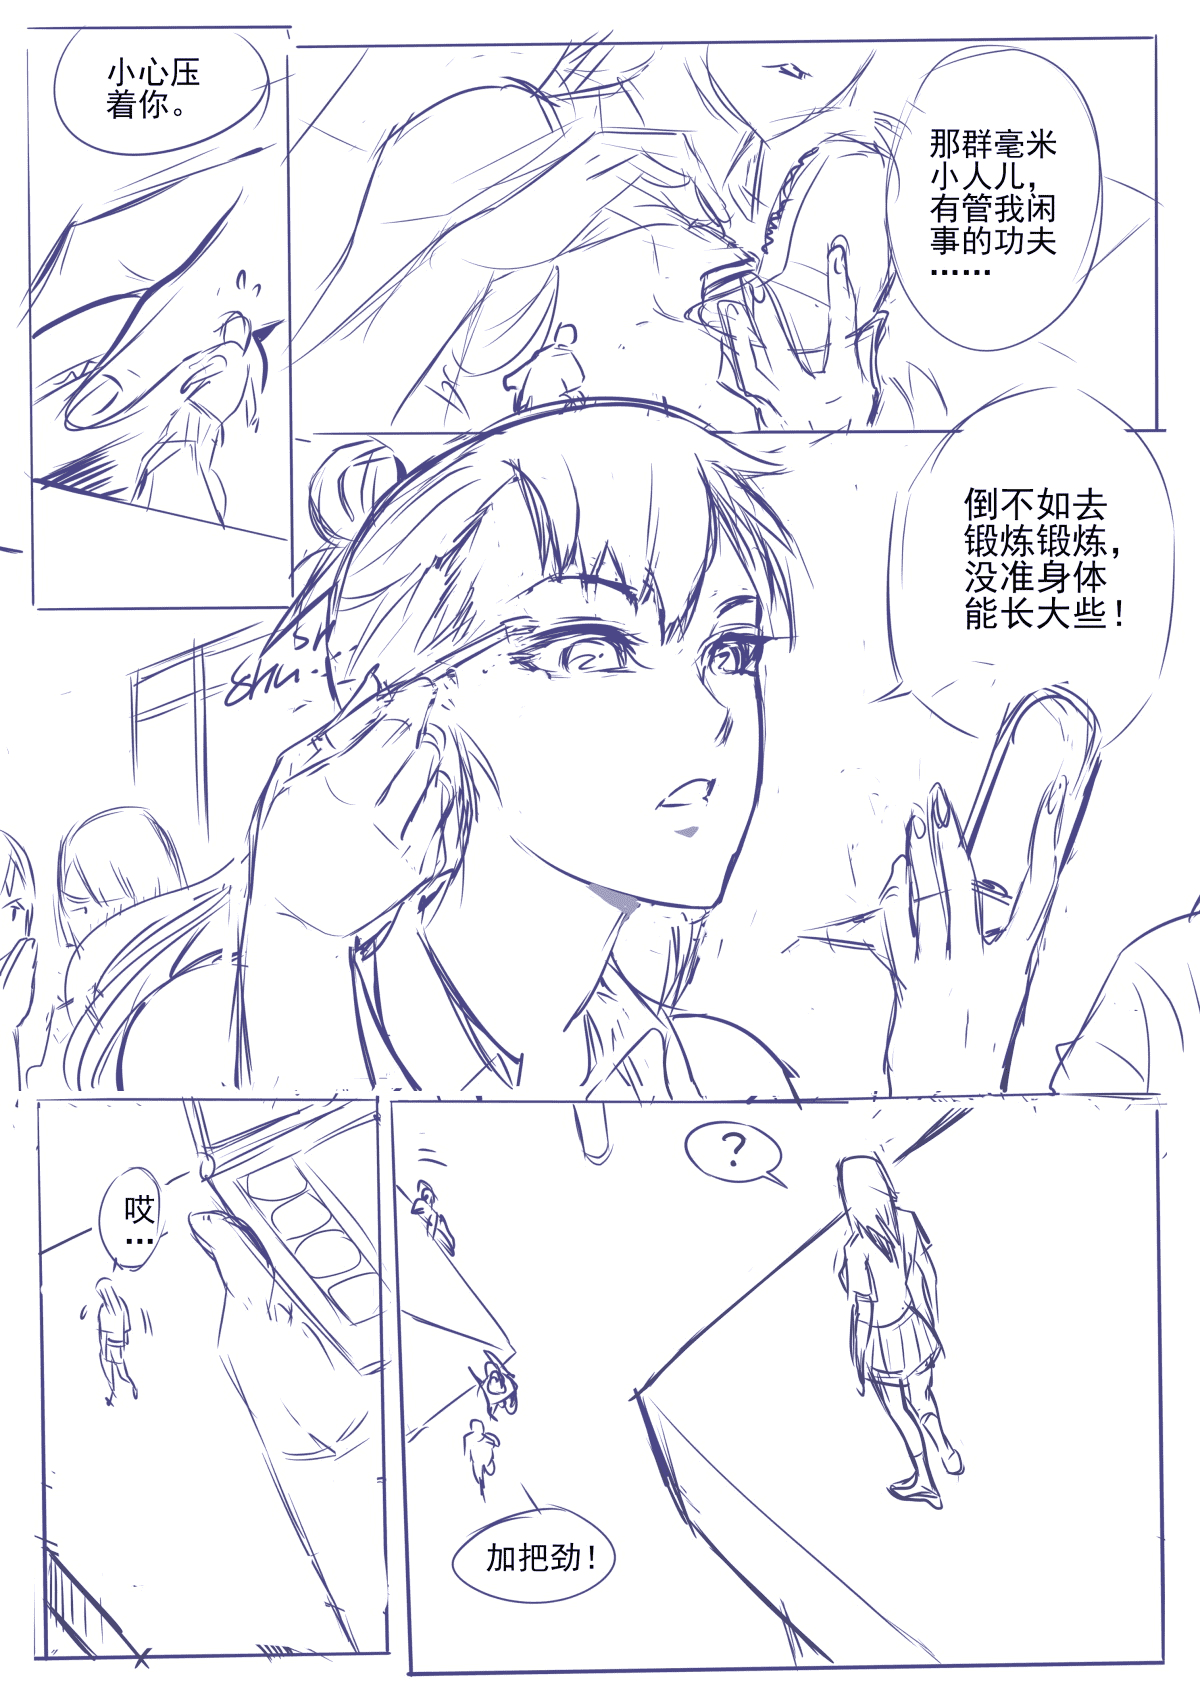 小心压
着你。
那群毫米
小人儿，
有管我闲
事的功夫
……
倒不如去
锻炼锻炼，
没准身体
能长大些！
sh
shu...
哎
…
?
加把劲！